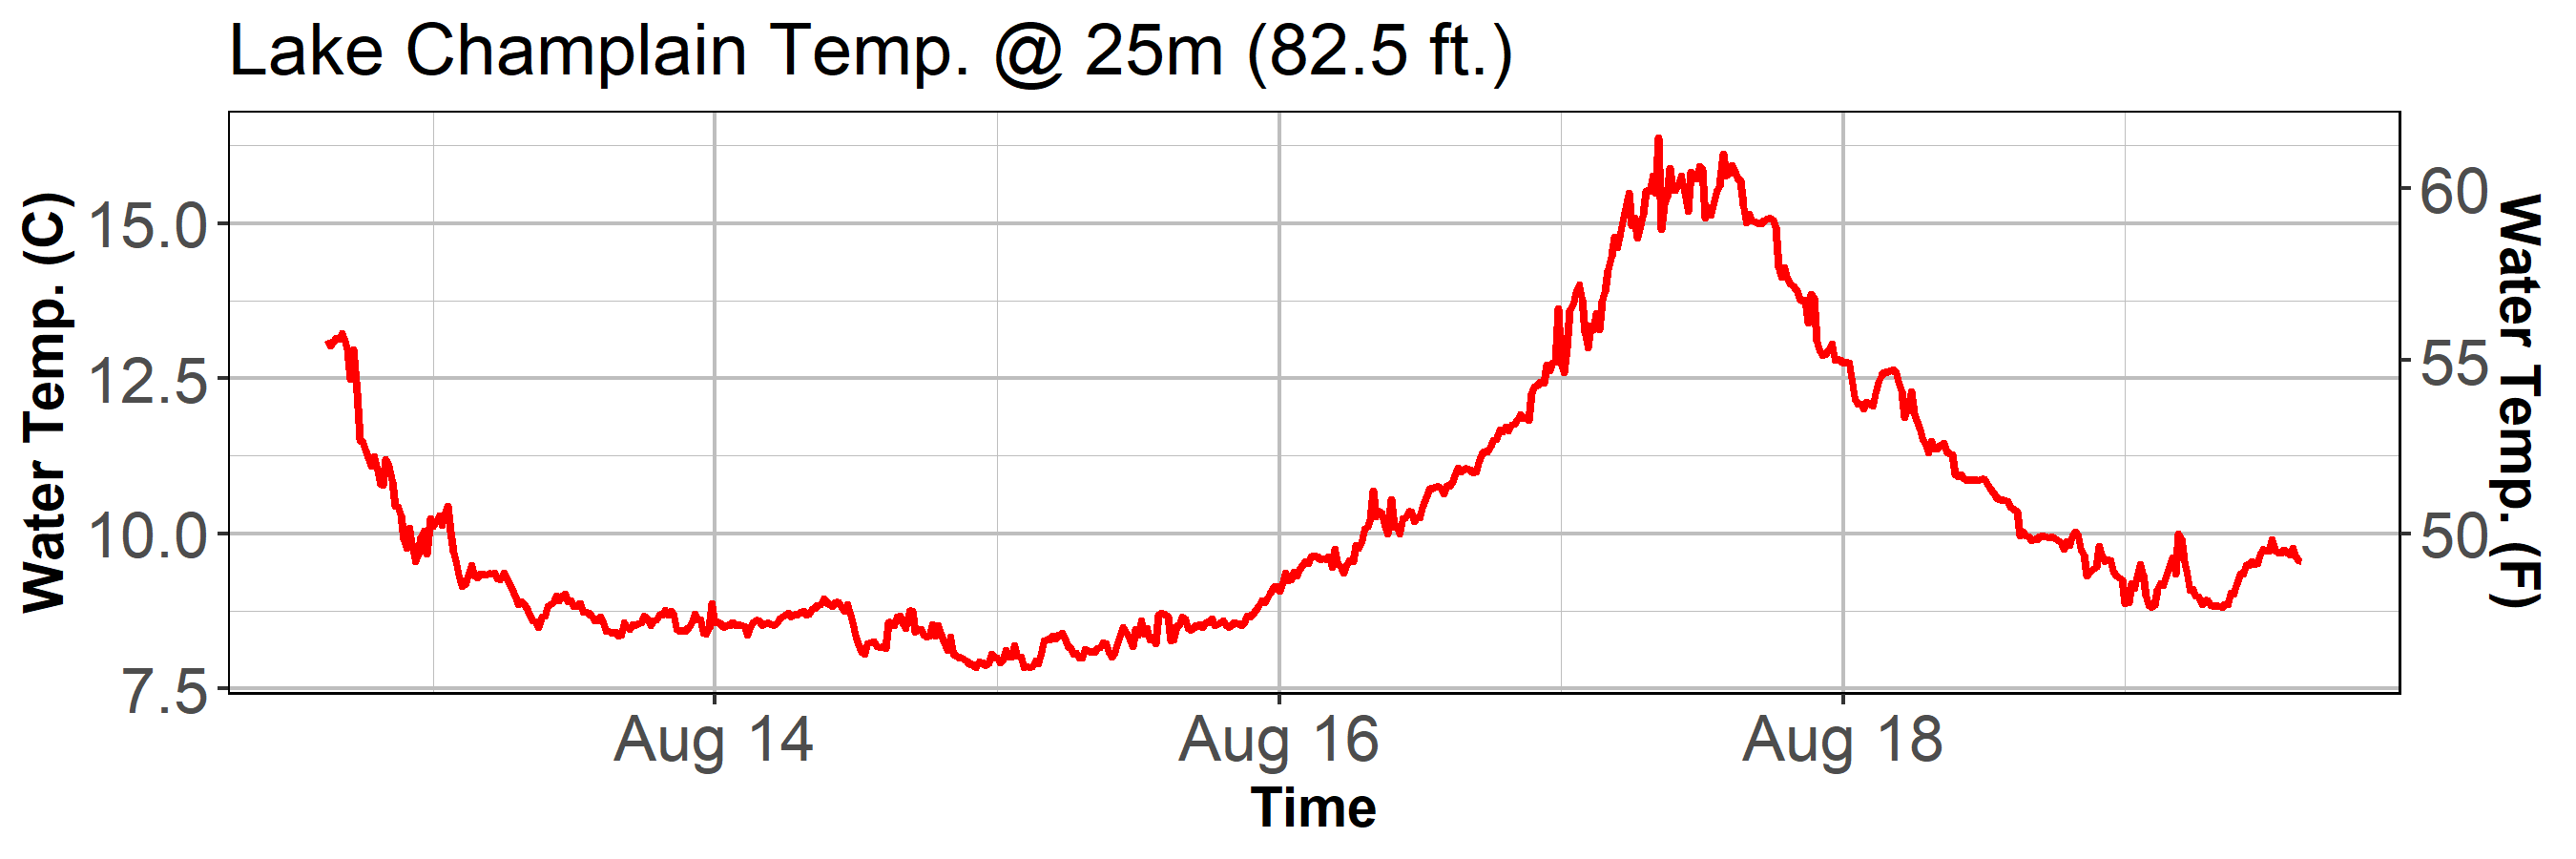 Lake Champlain Temp. @ 25m (82.5 ft.)
Water Temp. (C)
15.0
12.5
10.0
7.5
60
55
50
Water Temp. (F)
Aug 14
Aug 16
Aug 18
Time